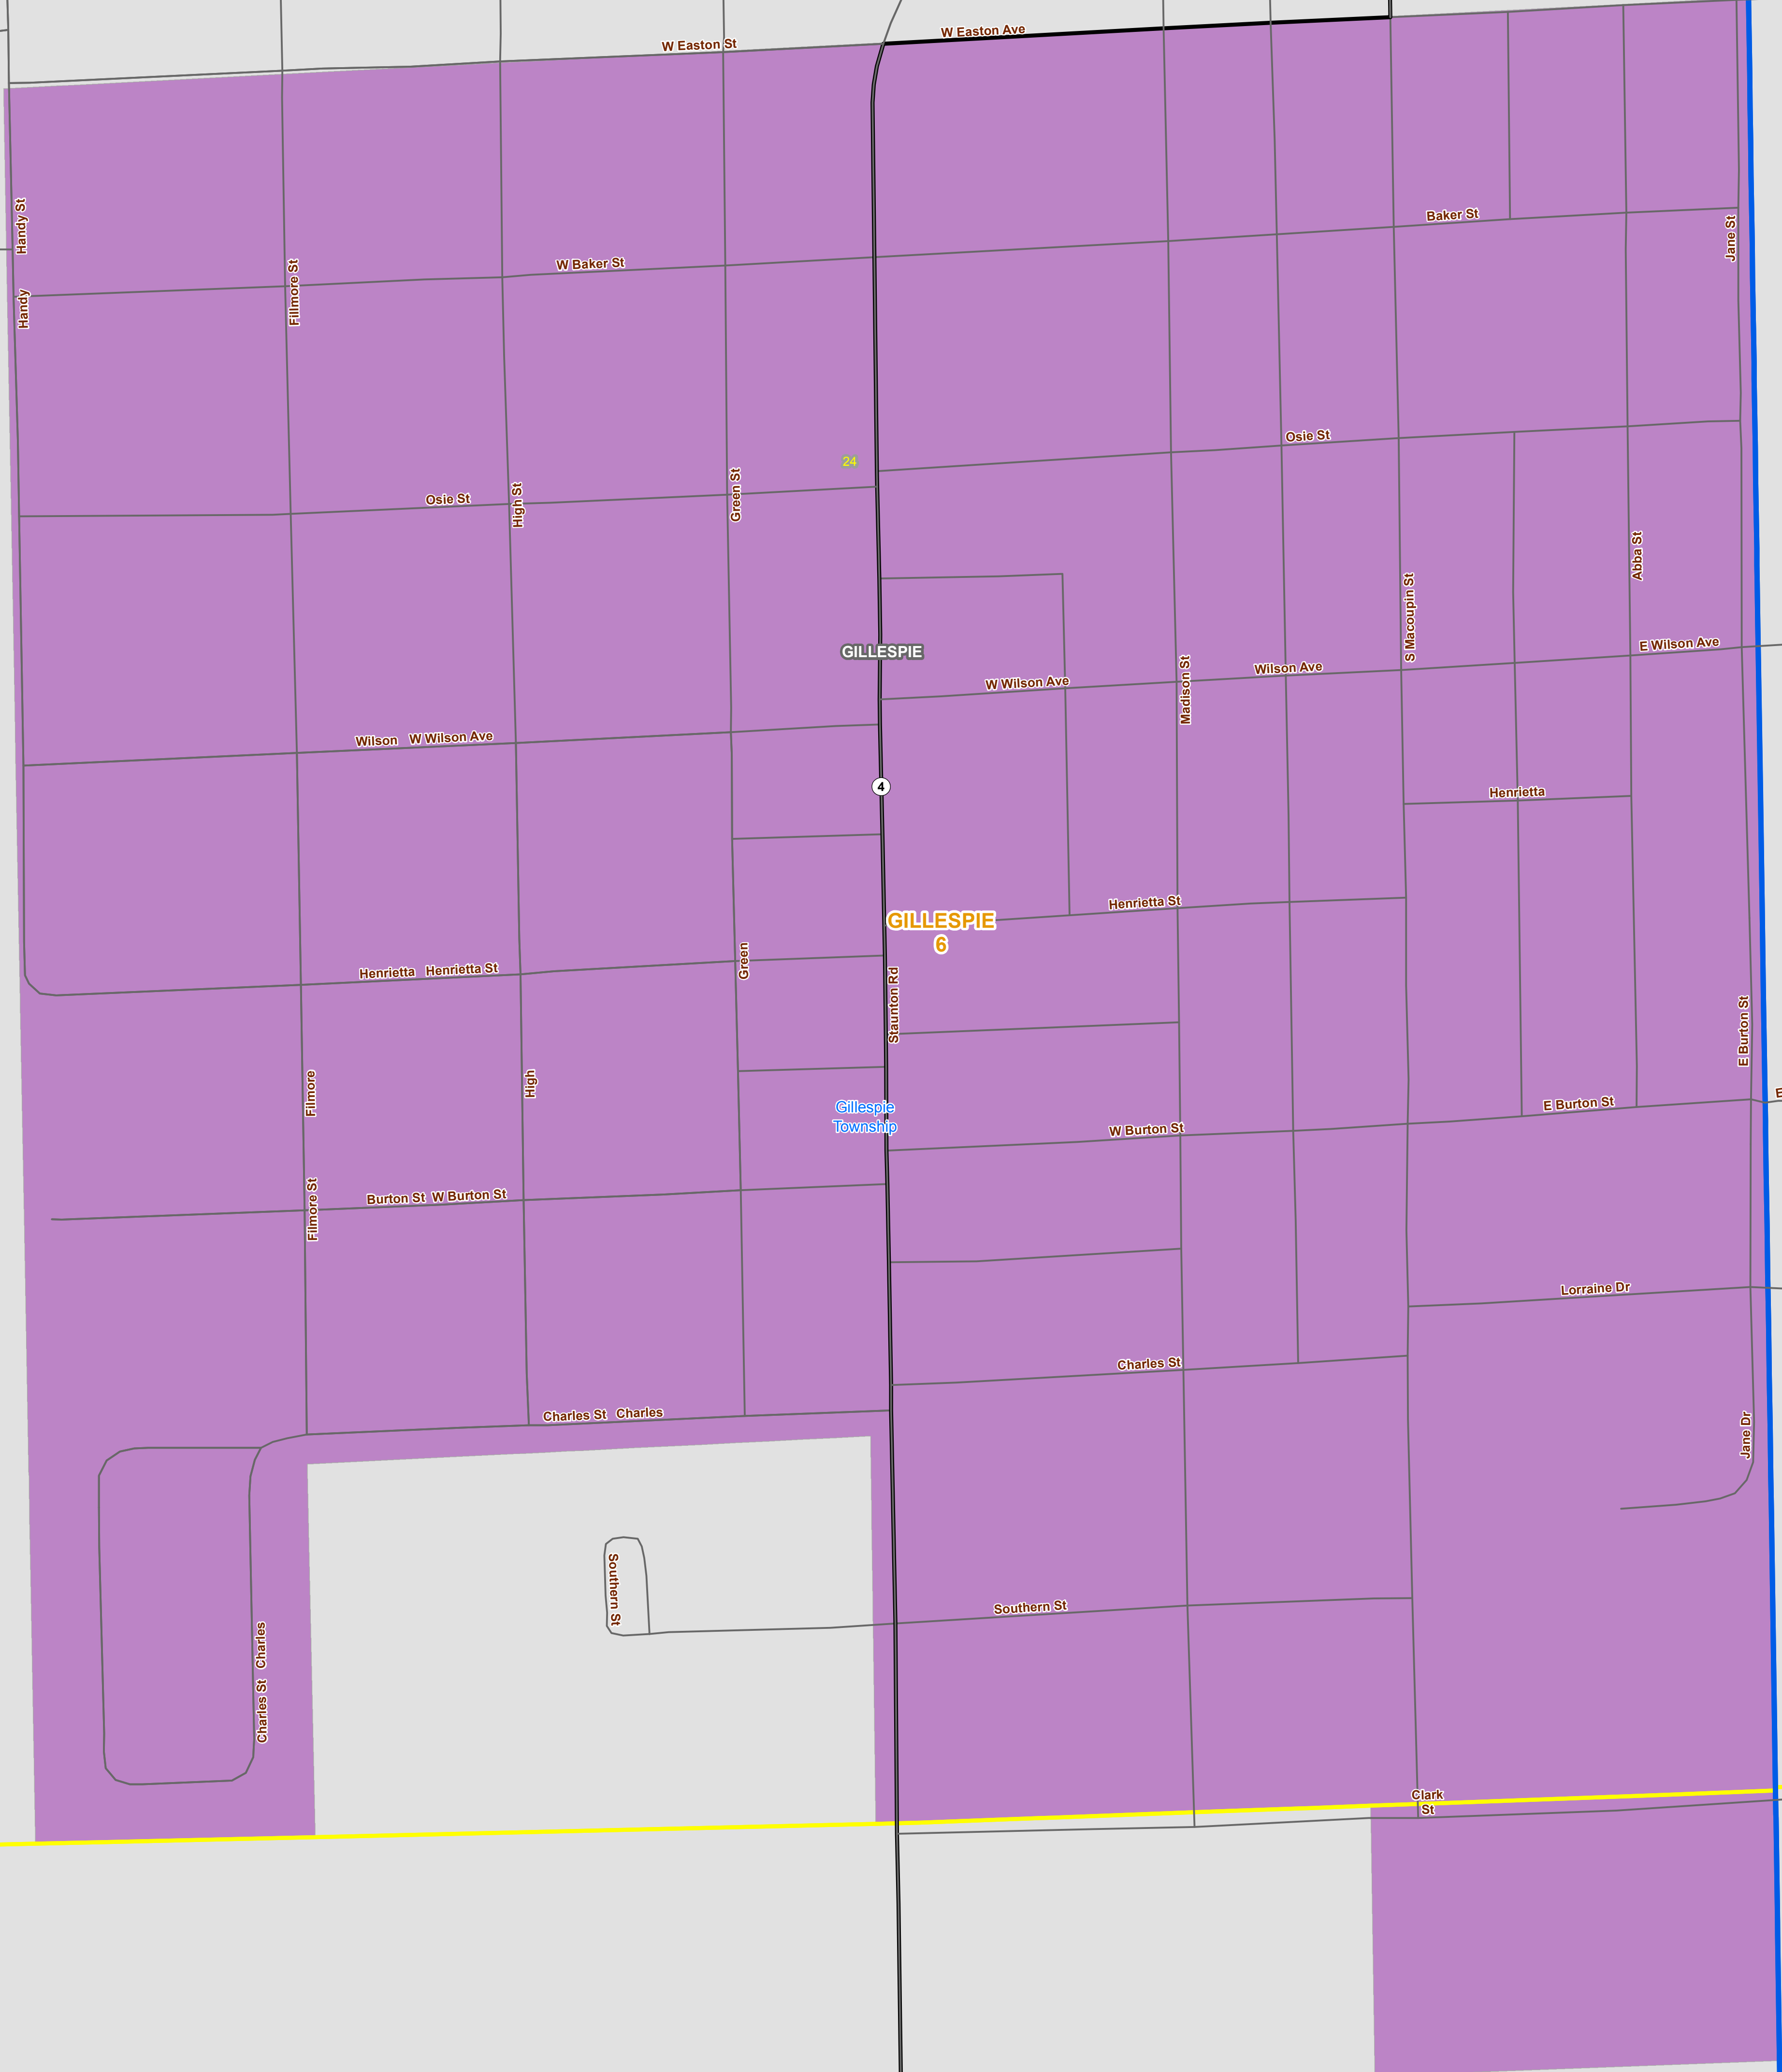 W Easton Ave
W Easton St
Handy St
Baker St
Jane St
W Baker St
Fillmore St
Handy
Osie St
24
Osie St
High St
Green St
Abba St
S Macoupin St
GILLESPIE
E Wilson Ave
Wilson Ave
W Wilson Ave
Madison St
Wilson W Wilson Ave
4
Henrietta
Henrietta St
GILLESPIE
6
Green
Henrietta Henrietta St
Staunton Rd
E Burton St
Filmore
High
E Burton St
E
Gillespie
Township
W Burton St
Burton St W Burton St
Filmore St
Lorraine Dr
Charles St
Charles St Charles
Jane Dr
Southern St
Southern St
Charles St Charles
Clark
St